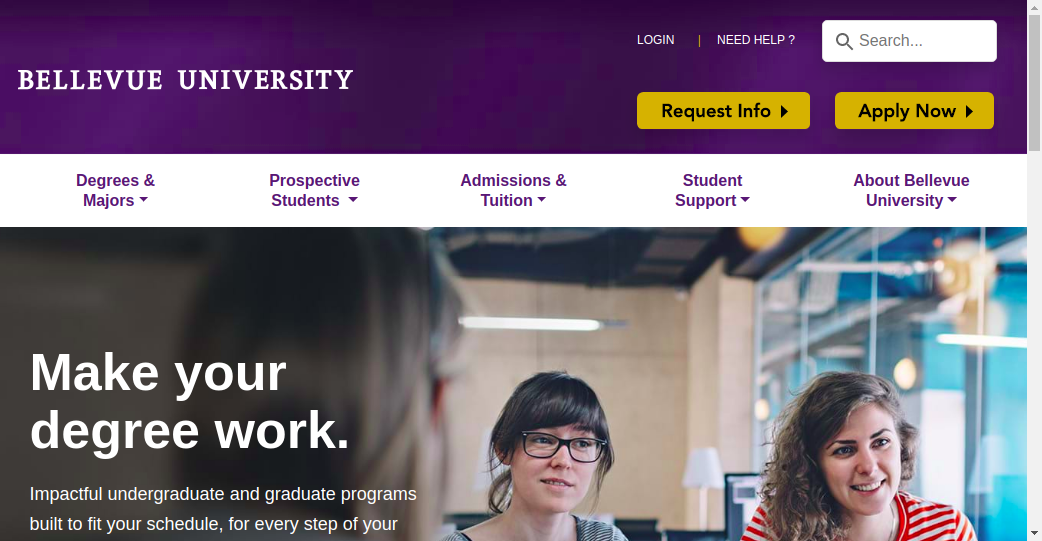 LOGIN | NEED HELP ?
Search...
BELLEVUE UNIVERSITY
Request Info
Apply Now
Degrees &
Majors
Prospective
Students
Admissions &
Tuition
Student
Support
About Bellevue
University
Make your
degree work.
Impactful undergraduate and graduate programs
built to fit your schedule, for every step of your